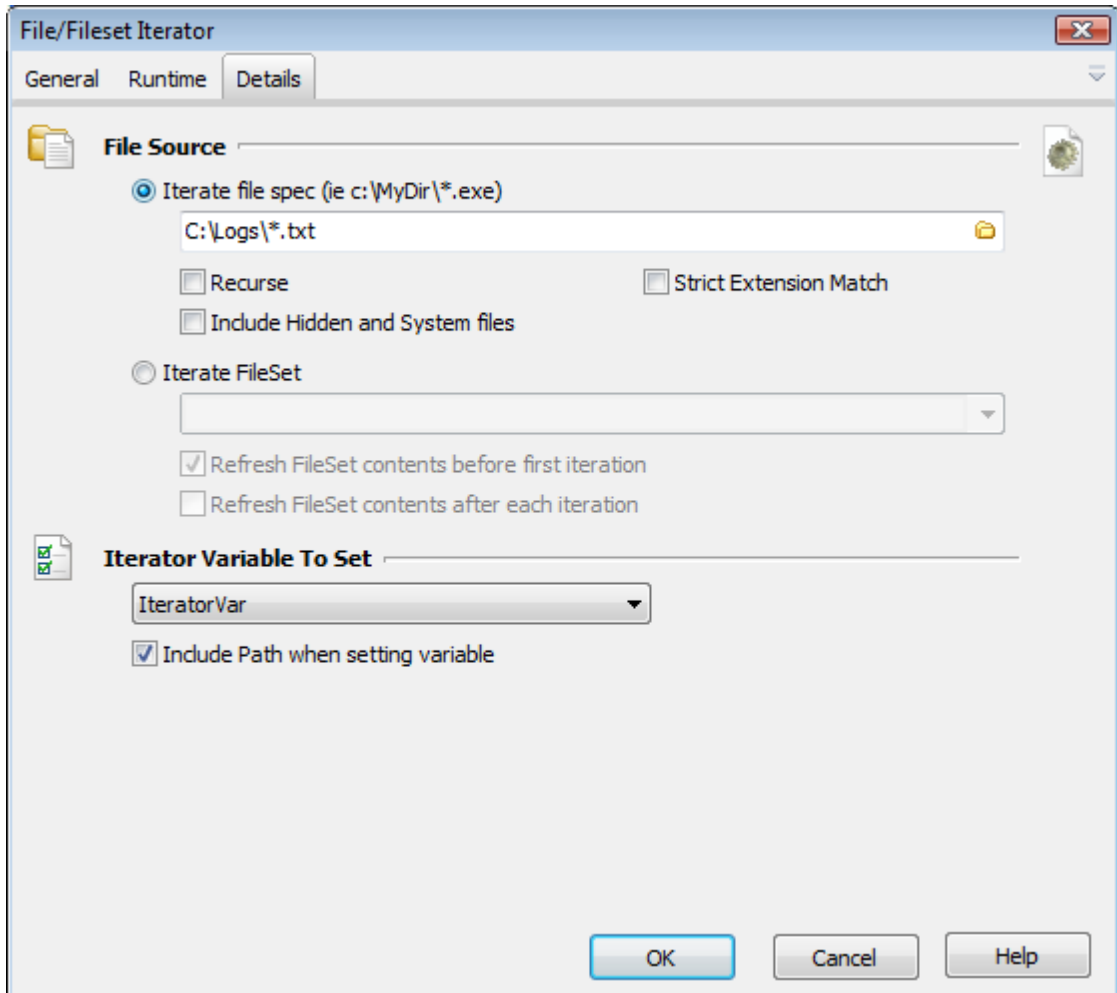 File/Fileset Iterator
General Runtime Details
File Source
Iterate file spec (ie c:\MyDir\*.exe)
C:\Logs\*.txt
Recurse Strict Extension Match
Include Hidden and System files
Iterate FileSet
Refresh FileSet contents before first iteration
Refresh FileSet contents after each iteration
Iterator Variable To Set
IteratorVar
Include Path when setting variable
OK Cancel Help